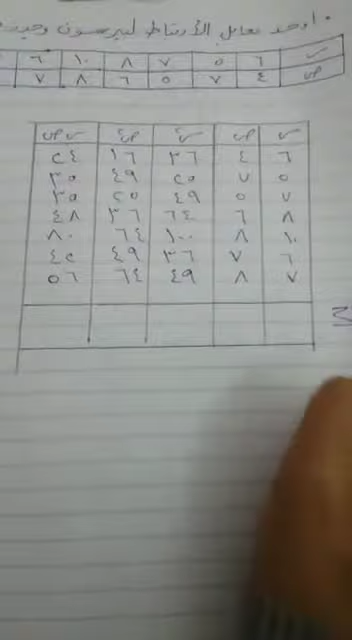 اوجد معامل الارتباط لبيرسون وحدد
س ٦ ٥ ٧ ٨ ١٠ ٦
ص ٤ ٧ ٥ ٦ ٨ ٧
س ص س٢ ص٢ س ص
٦ ٤ ٣٦ ١٦ ٢٤
٥ ٧ ٢٥ ٤٩ ٣٥
٧ ٥ ٤٩ ٢٥ ٣٥
٨ ٦ ٦٤ ٣٦ ٤٨
١٠ ٨ ١٠٠ ٦٤ ٨٠
٦ ٧ ٣٦ ٤٩ ٤٢
٧ ٨ ٤٩ ٦٤ ٥٦